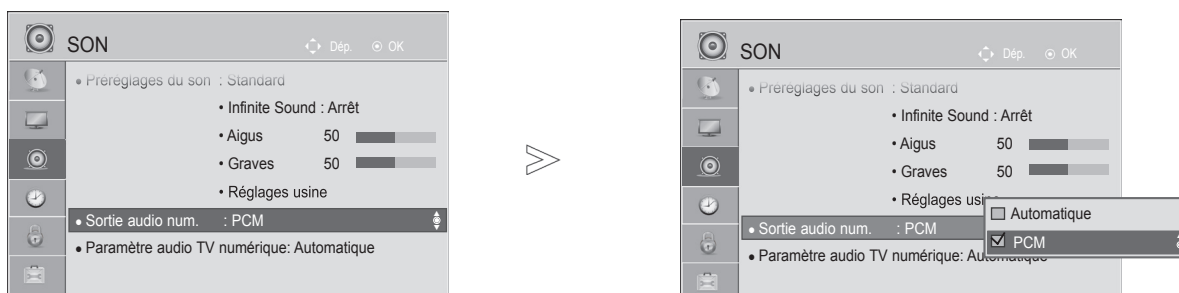 SON Dép. OK
• Préréglages du son : Standard
• Infinite Sound : Arrêt
• Aigus 50
• Graves 50
• Réglages usine
• Sortie audio num. : PCM
• Paramètre audio TV numérique: Automatique
SON Dép. OK
• Préréglages du son : Standard
• Infinite Sound : Arrêt
• Aigus 50
• Graves 50
• Réglages usine
Automatique
• Sortie audio num. : PCM
PCM
• Paramètre audio TV numérique: Automatique